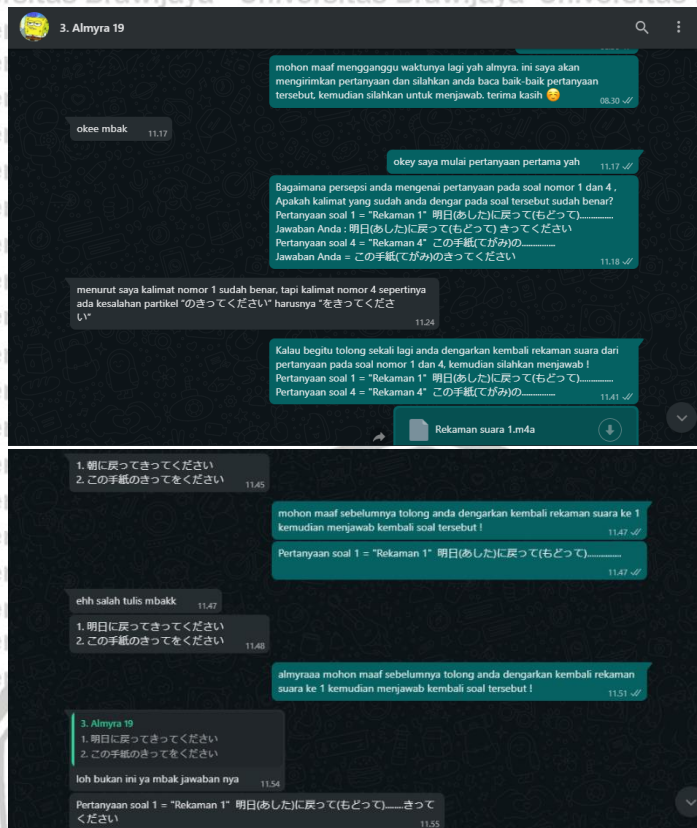 3. Almyra 19
mohon maaf mengganggu waktunya lagi yah almyra. ini saya akan
mengirimkan pertanyaan dan silahkan anda baca baik-baik pertanyaan
tersebut, kemudian silahkan untuk menjawab. terima kasih ☺️
08.30
okee mbak
11.17
okey saya mulai pertanyaan pertama yah
11.17
Bagaimana persepsi anda mengenai pertanyaan pada soal nomor 1 dan 4 ,
Apakah kalimat yang sudah anda dengar pada soal tersebut sudah benar?
Pertanyaan soal 1 = "Rekaman 1" 明日(あした)に戻って(もどって)...............
Jawaban Anda : 明日(あした)に戻って(もどって) きってください
Pertanyaan soal 4 = "Rekaman 4" この手紙(てがみ)の...............
Jawaban Anda = この手紙(てがみ)のきってください
11.18
menurut saya kalimat nomor 1 sudah benar, tapi kalimat nomor 4 sepertinya
ada kesalahan partikel "のきってください" harusnya "をきってくださ
い"
11.24
Kalau begitu tolong sekali lagi anda dengarkan kembali rekaman suara dari
pertanyaan pada soal nomor 1 dan 4, kemudian silahkan menjawab !
Pertanyaan soal 1 = "Rekaman 1" 明日(あした)に戻って(もどって)...............
Pertanyaan soal 4 = "Rekaman 4" この手紙(てがみ)の...............
11.41
Rekaman suara 1.m4a
1. 朝に戻ってきってください
2. この手紙のきってをください
11.45
mohon maaf sebelumnya tolong anda dengarkan kembali rekaman suara ke 1
kemudian menjawab kembali soal tersebut !
11.47
Pertanyaan soal 1 = "Rekaman 1" 明日(あした)に戻って(もどって)...............
11.47
ehh salah tulis mbakk
11.47
1. 明日に戻ってきってください
2. この手紙のきってをください
11.48
almyraaa mohon maaf sebelumnya tolong anda dengarkan kembali rekaman
suara ke 1 kemudian menjawab kembali soal tersebut !
11.51
3. Almyra 19
1. 明日に戻ってきってください
2. この手紙のきってをください
loh bukan ini ya mbak jawaban nya
11.54
Pertanyaan soal 1 = "Rekaman 1" 明日(あした)に戻って(もどって)........きって
ください
11.55